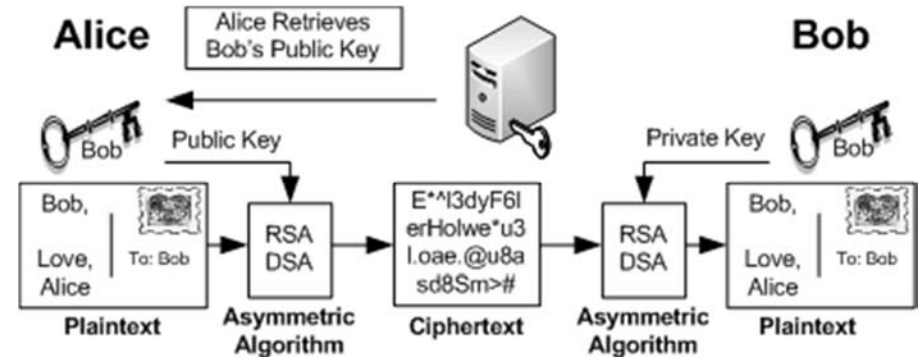 Alice
Alice Retrieves
Bob's Public Key
Bob
Bob
Public Key
Private Key
Bob
Bob,
Love,
Alice
To: Bob
RSA
DSA
E*^l3dyF6l
erHolwe*u3
l.oae.@u8a
sd8Sm>#
RSA
DSA
Bob,
Love,
Alice
To: Bob
Plaintext
Asymmetric
Algorithm
Ciphertext
Asymmetric
Algorithm
Plaintext